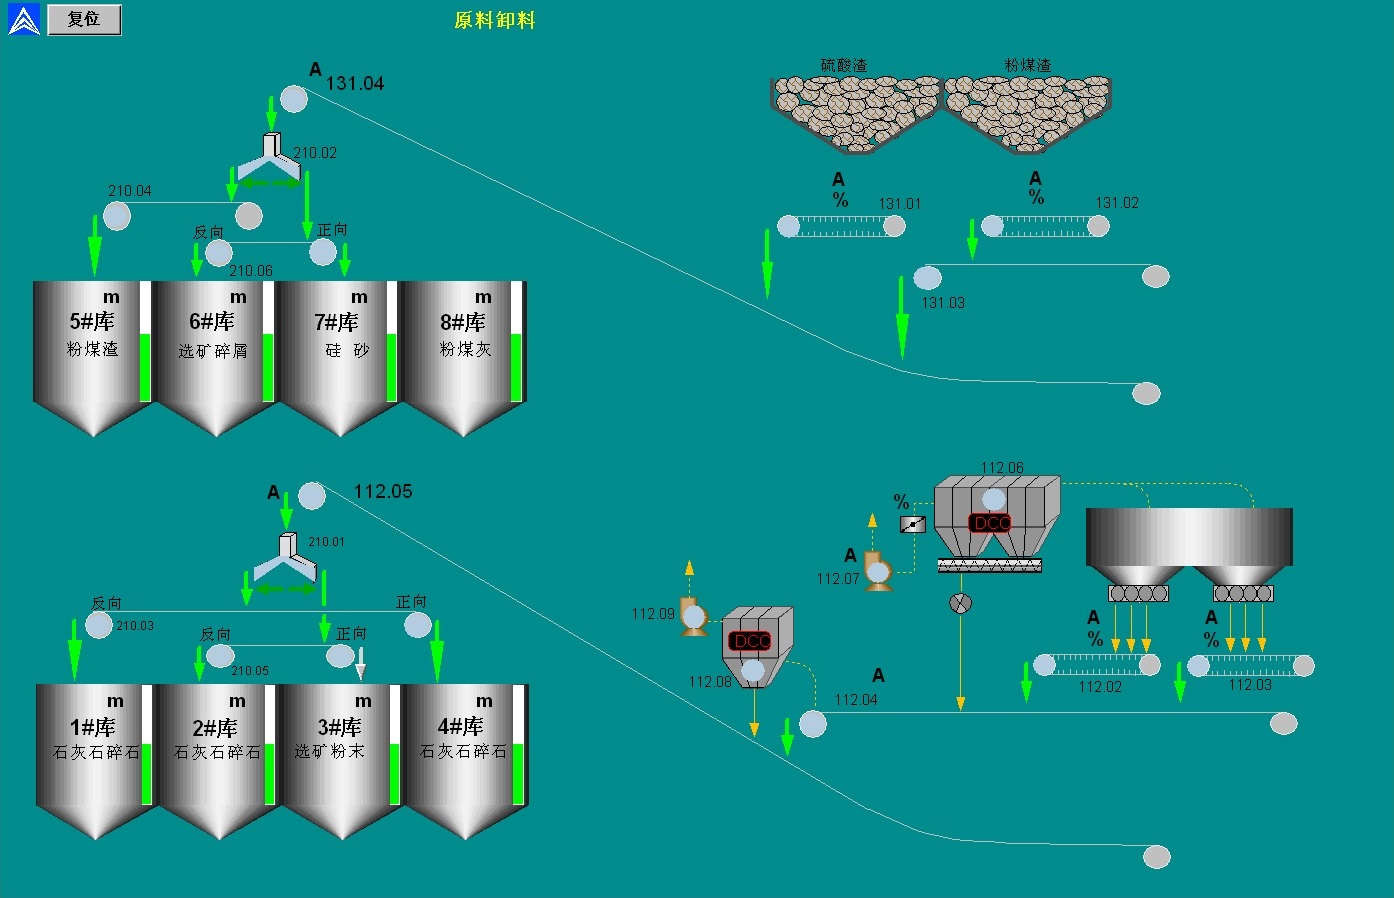 复位
原料卸料
A
131.04
210.02
210.04
反向
正向
210.06
硫酸渣
粉煤渣
A
%
131.01
A
%
131.02
131.03
m
5#库
粉煤渣
m
6#库
选矿碎屑
m
7#库
硅 砂
m
8#库
粉煤灰
A
112.05
210.01
反向
210.03
正向
反向
正向
210.05
m
1#库
石灰石碎石
m
2#库
石灰石碎石
m
3#库
选矿粉末
m
4#库
石灰石碎石
112.06
%
DCC
A
112.07
112.09
DCC
112.08
A
112.04
A
%
112.02
A
%
112.03